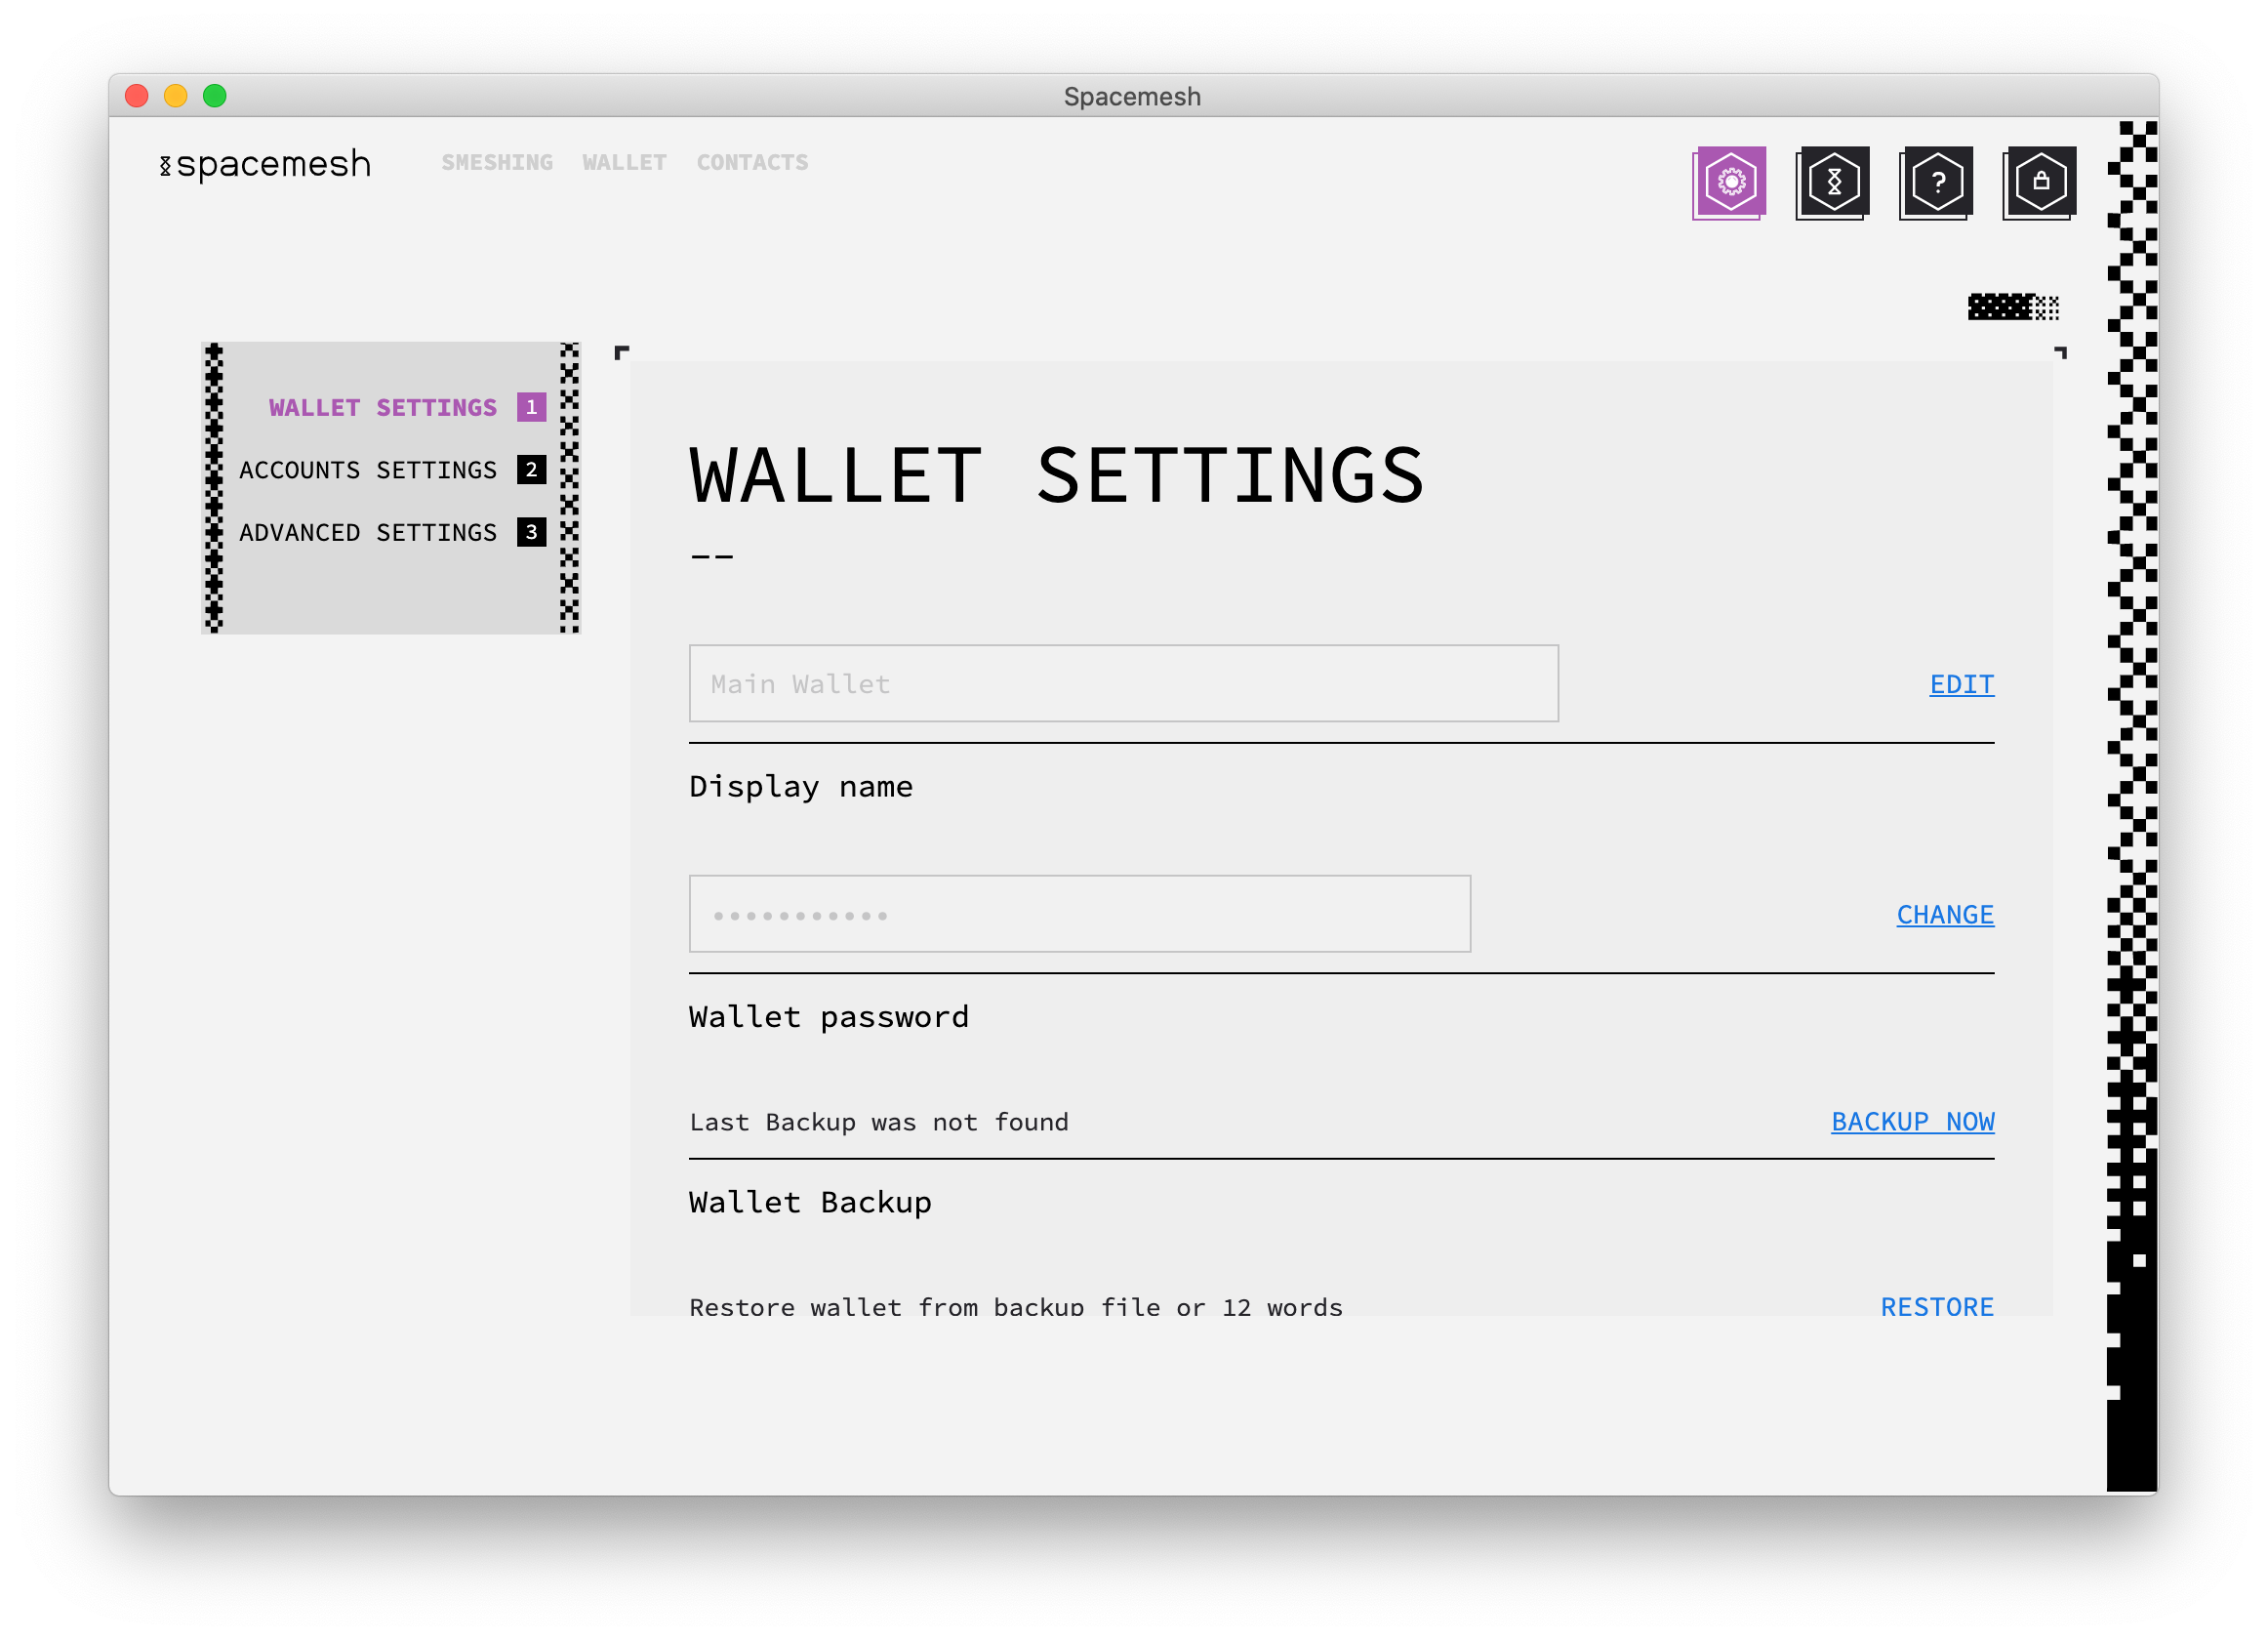 Spacemesh
spacemesh
SMESHING WALLET CONTACTS
?
WALLET SETTINGS 1
ACCOUNTS SETTINGS 2
ADVANCED SETTINGS 3
WALLET SETTINGS
--
Main Wallet
EDIT
Display name
•••••••••••
CHANGE
Wallet password
Last Backup was not found
BACKUP NOW
Wallet Backup
Restore wallet from backup file or 12 words
RESTORE